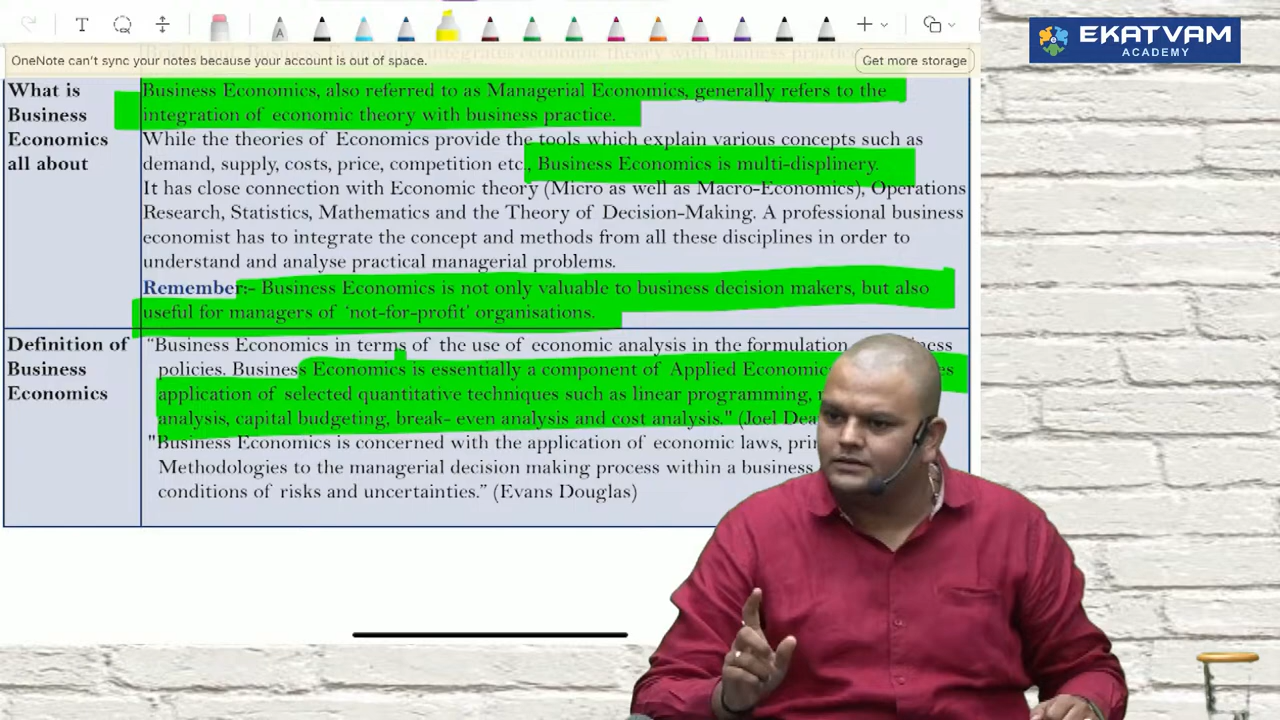 EKATVAM
ACADEMY
OneNote can't sync your notes because your account is out of space.
Get more storage
What is
Business
Economics
all about
Business Economics, also referred to as Managerial Economics, generally refers to the
integration of economic theory with business practice.
While the theories of Economics provide the tools which explain various concepts such as
demand, supply, costs, price, competition etc., Business Economics is multi-displinery.
It has close connection with Economic theory (Micro as well as Macro-Economics), Operations
Research, Statistics, Mathematics and the Theory of Decision-Making. A professional business
economist has to integrate the concept and methods from all these disciplines in order to
understand and analyse practical managerial problems.
Remember:- Business Economics is not only valuable to business decision makers, but also
useful for managers of 'not-for-profit' organisations.
Definition of
Business
Economics
"Business Economics in terms of the use of economic analysis in the formulation
policies. Business Economics is essentially a component of Applied Economics
application of selected quantitative techniques such as linear programming,
analysis, capital budgeting, break- even analysis and cost analysis." (Joel
"Business Economics is concerned with the application of economic laws,
Methodologies to the managerial decision making process within a business
conditions of risks and uncertainties." (Evans Douglas)